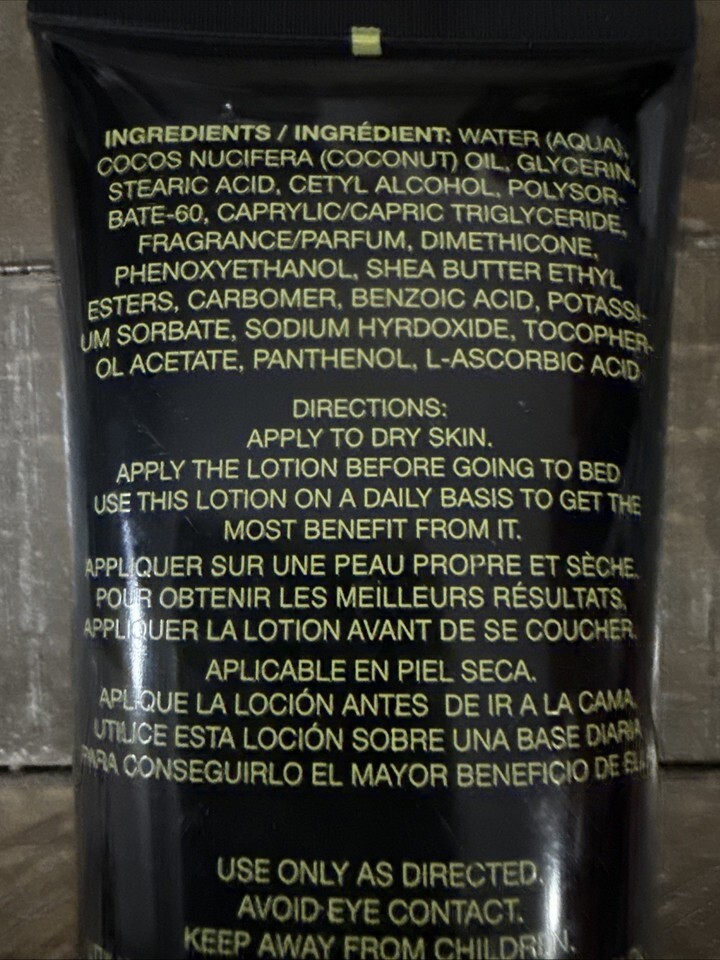 INGREDIENTS / INGRÉDIENT: WATER (AQUA),
COCOS NUCIFERA (COCONUT) OIL, GLYCERIN,
STEARIC ACID, CETYL ALCOHOL, POLYSOR-
BATE-60, CAPRYLIC/CAPRIC TRIGLYCERIDE,
FRAGRANCE/PARFUM, DIMETHICONE,
PHENOXYETHANOL, SHEA BUTTER ETHYL
ESTERS, CARBOMER, BENZOIC ACID, POTASSI-
UM SORBATE, SODIUM HYRDOXIDE, TOCOPHER-
OL ACETATE, PANTHENOL, L-ASCORBIC ACID
DIRECTIONS:
APPLY TO DRY SKIN.
APPLY THE LOTION BEFORE GOING TO BED
USE THIS LOTION ON A DAILY BASIS TO GET THE
MOST BENEFIT FROM IT.
APPLIQUER SUR UNE PEAU PROPRE ET SÈCHE.
POUR OBTENIR LES MEILLEURS RÉSULTATS,
APPLIQUER LA LOTION AVANT DE SE COUCHER.
APLICABLE EN PIEL SECA.
APLIQUE LA LOCIÓN ANTES DE IR A LA CAMA.
UTILICE ESTA LOCIÓN SOBRE UNA BASE DIARIA
PARA CONSEGUIRLO EL MAYOR BENEFICIO DE
USE ONLY AS DIRECTED.
AVOID EYE CONTACT.
KEEP AWAY FROM CHILDREN.